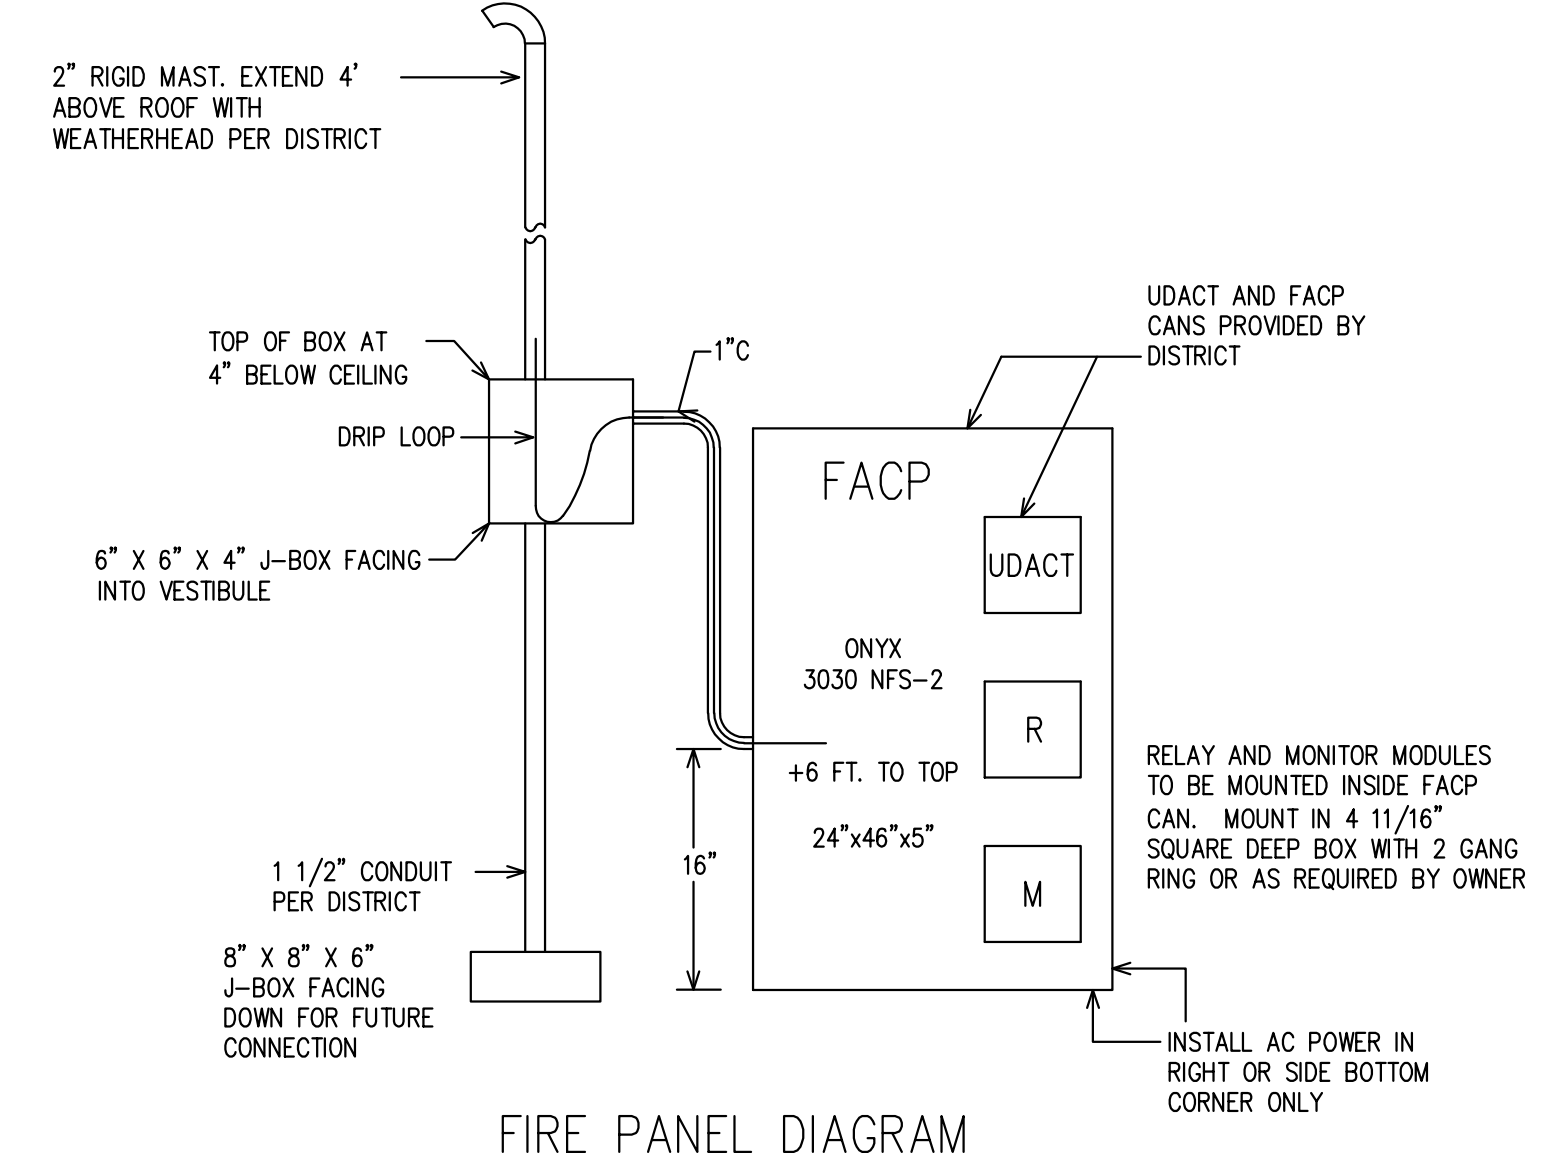 2" RIGID MAST. EXTEND 4'
ABOVE ROOF WITH
WEATHERHEAD PER DISTRICT
UDACT AND FACP
CANS PROVIDED BY
DISTRICT
TOP OF BOX AT
4" BELOW CEILING
1"C
DRIP LOOP
FACP
6" X 6" X 4" J-BOX FACING
INTO VESTIBULE
UDACT
ONYX
3030 NFS-2
R
+6 FT. TO TOP
24"x46"x5"
RELAY AND MONITOR MODULES
TO BE MOUNTED INSIDE FACP
CAN. MOUNT IN 4 11/16"
SQUARE DEEP BOX WITH 2 GANG
RING OR AS REQUIRED BY OWNER
16"
M
1 1/2" CONDUIT
PER DISTRICT
8" X 8" X 6"
J-BOX FACING
DOWN FOR FUTURE
CONNECTION
INSTALL AC POWER IN
RIGHT OR SIDE BOTTOM
CORNER ONLY
FIRE PANEL DIAGRAM